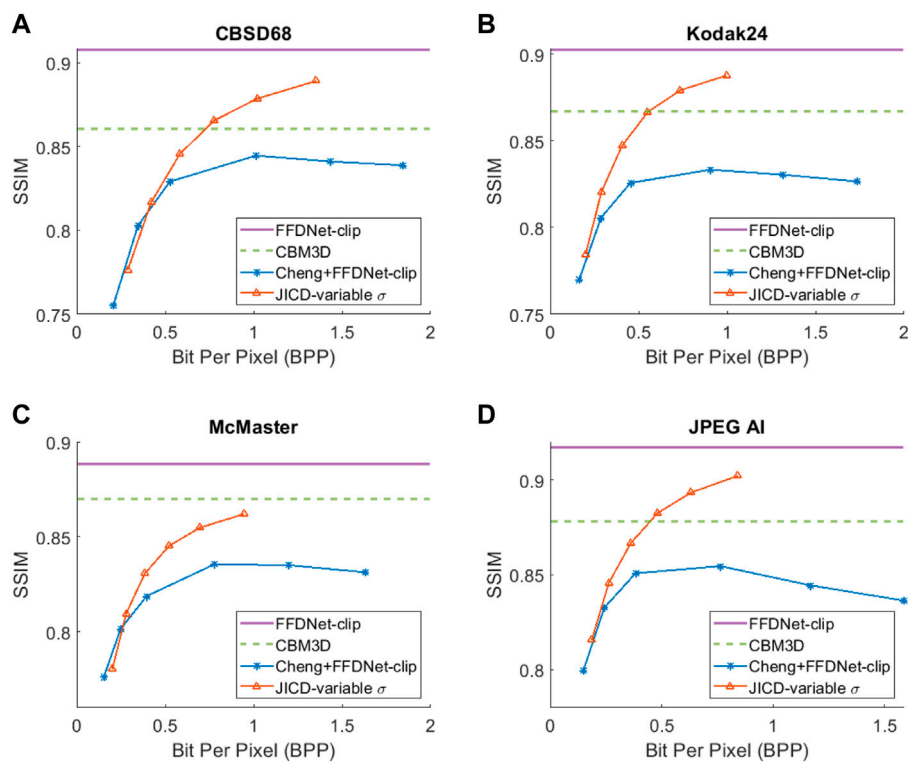 A
CBSD68
0.9
0.85
0.8
0.75
SSIM
0
0.5
1
1.5
2
Bit Per Pixel (BPP)
FFDNet-clip
CBM3D
Cheng+FFDNet-clip
JICD-variable σ
B
Kodak24
0.9
0.85
0.8
0.75
SSIM
0
0.5
1
1.5
2
Bit Per Pixel (BPP)
FFDNet-clip
CBM3D
Cheng+FFDNet-clip
JICD-variable σ
C
McMaster
0.9
0.85
0.8
SSIM
0
0.5
1
1.5
2
Bit Per Pixel (BPP)
FFDNet-clip
CBM3D
Cheng+FFDNet-clip
JICD-variable σ
D
JPEG AI
0.9
0.85
0.8
SSIM
0
0.5
1
1.5
Bit Per Pixel (BPP)
FFDNet-clip
CBM3D
Cheng+FFDNet-clip
JICD-variable σ